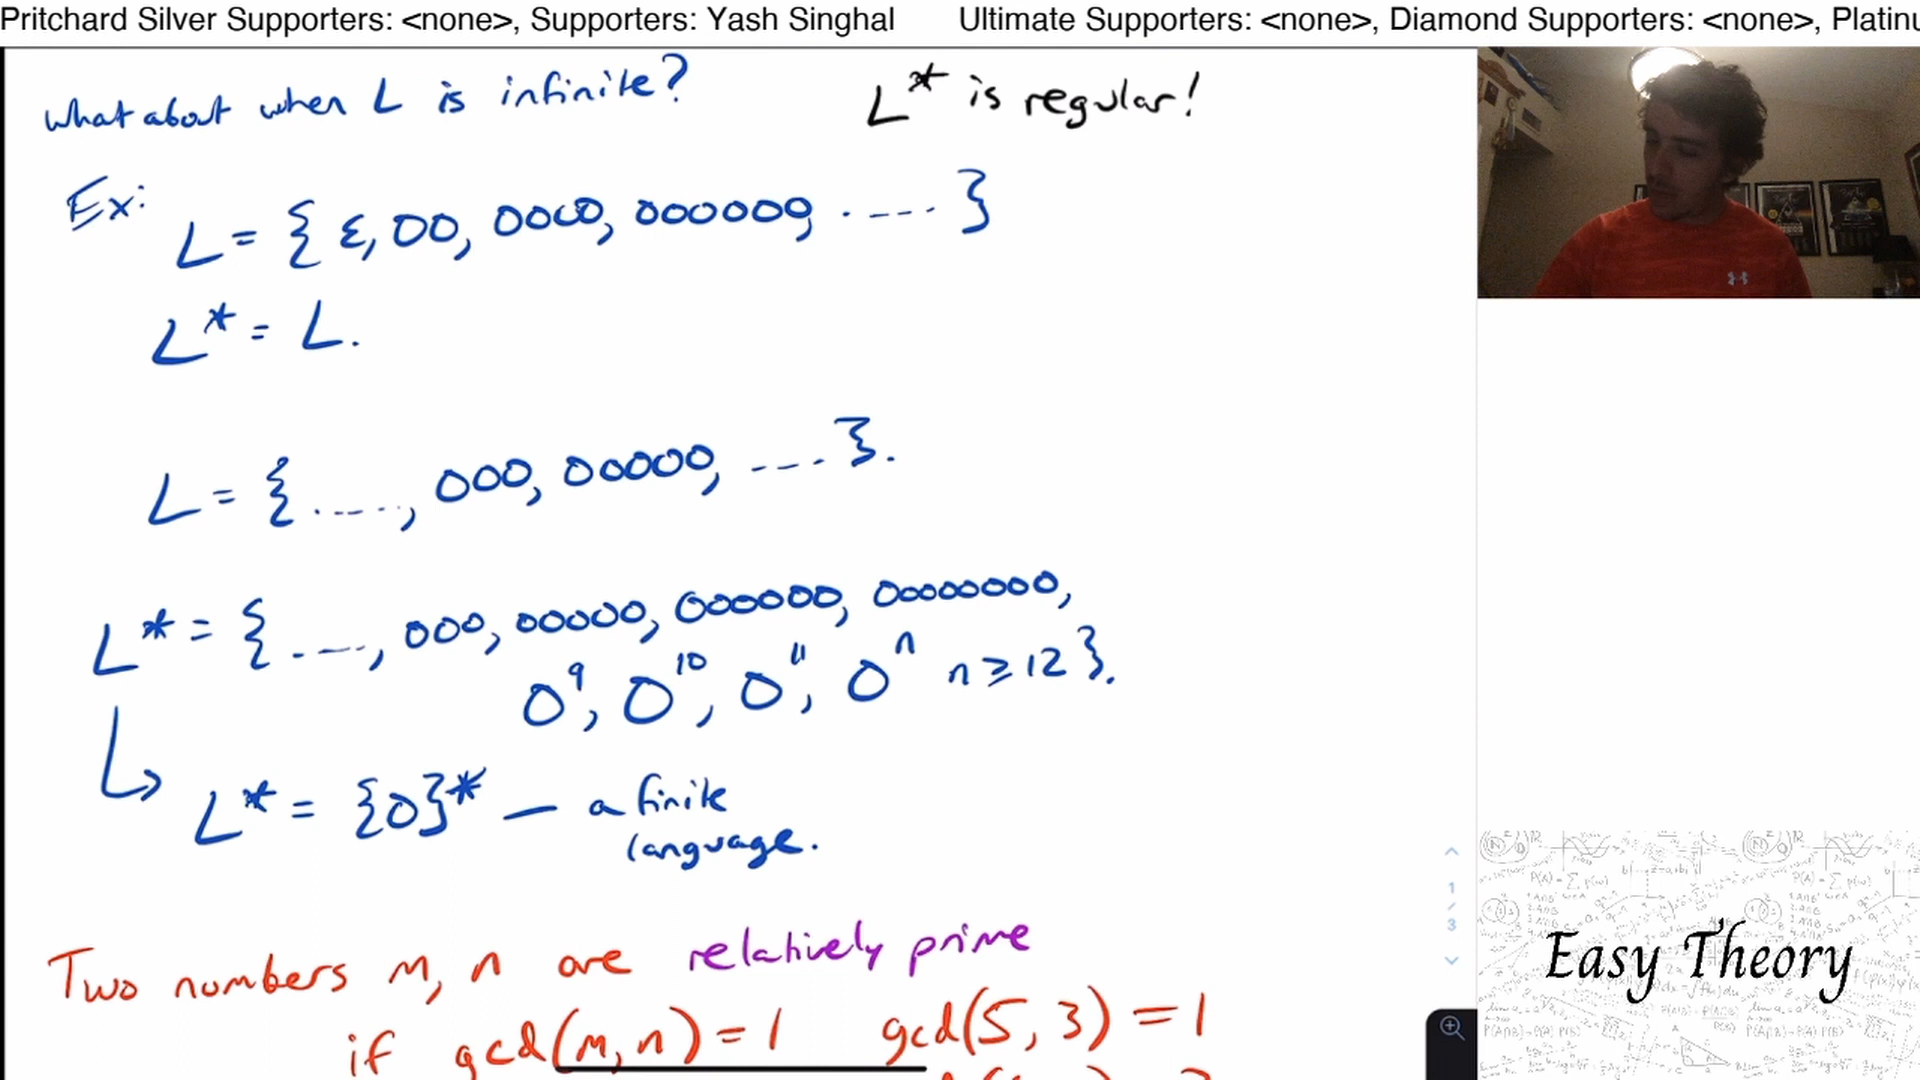 Pritchard Silver Supporters: <none>, Supporters: Yash Singhal Ultimate Supporters: <none>, Diamond Supporters: <none>, Platinu
What about when L is infinite?
L* is regular!
Ex:
L = { ε, 00, 0000, 000000, ..... }
L* = L.
L = { ....., 000, 00000, ..... }.
L* = { ....., 000, 00000, 000000, 00000000,
0⁹, 0¹⁰, 0¹¹, 0ⁿ n ≥ 12 }.
↳ L* = {0}* — a finite
language.
Two numbers m, n are relatively prime
if gcd(m, n) = 1 gcd(5, 3) = 1
1
/
3
Easy Theory